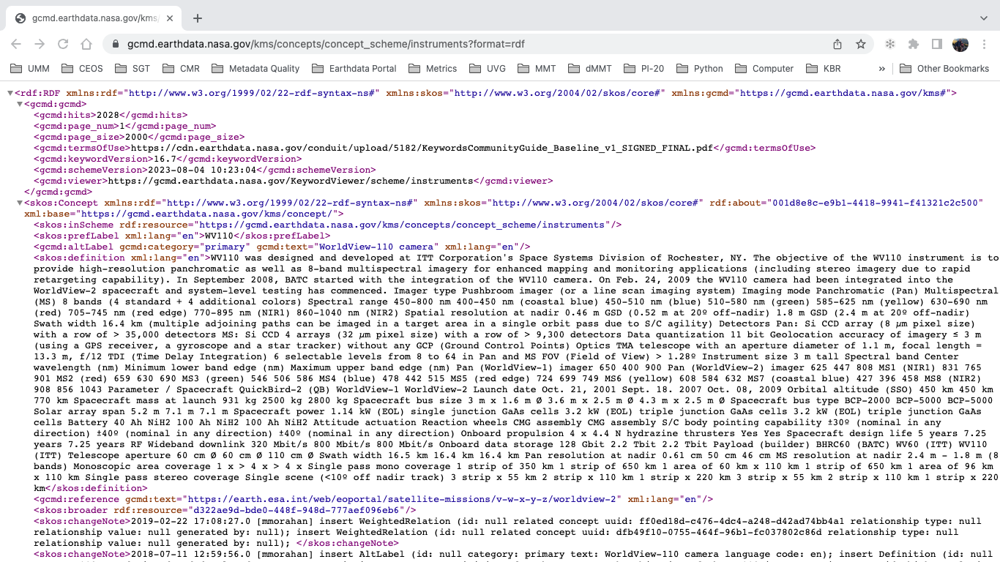 gcmd.earthdata.nasa.gov/kms/
gcmd.earthdata.nasa.gov/kms/concepts/concept_scheme/instruments?format=rdf
UMM CEOS SGT CMR Metadata Quality Earthdata Portal Metrics UVG MMT dMMT PI-20 Python Computer KBR » Other Bookmarks
▼<rdf:RDF xmlns:rdf="http://www.w3.org/1999/02/22-rdf-syntax-ns#" xmlns:skos="http://www.w3.org/2004/02/skos/core#" xmlns:gcmd="https://gcmd.earthdata.nasa.gov/kms#">
▼<gcmd:gcmd>
<gcmd:hits>2028</gcmd:hits>
<gcmd:page_num>1</gcmd:page_num>
<gcmd:page_size>2000</gcmd:page_size>
<gcmd:termsOfUse>https://cdn.earthdata.nasa.gov/conduit/upload/5182/KeywordsCommunityGuide_Baseline_v1_SIGNED_FINAL.pdf</gcmd:termsOfUse>
<gcmd:keywordVersion>16.7</gcmd:keywordVersion>
<gcmd:schemeVersion>2023-08-04 10:23:04</gcmd:schemeVersion>
<gcmd:viewer>https://gcmd.earthdata.nasa.gov/KeywordViewer/scheme/instruments</gcmd:viewer>
</gcmd:gcmd>
▼<skos:Concept xmlns:rdf="http://www.w3.org/1999/02/22-rdf-syntax-ns#" xmlns:skos="http://www.w3.org/2004/02/skos/core#" rdf:about="001d8e8c-e9b1-4418-9941-f41321c2c500"
xml:base="https://gcmd.earthdata.nasa.gov/kms/concept/">
<skos:inScheme rdf:resource="https://gcmd.earthdata.nasa.gov/kms/concepts/concept_scheme/instruments"/>
<skos:prefLabel xml:lang="en">WV110</skos:prefLabel>
<gcmd:altLabel gcmd:category="primary" gcmd:text="WorldView-110 camera" xml:lang="en"/>
<skos:definition xml:lang="en">WV110 was designed and developed at ITT Corporation's Space Systems Division of Rochester, NY. The objective of the WV110 instrument is to
provide high-resolution panchromatic as well as 8-band multispectral imagery for enhanced mapping and monitoring applications (including stereo imagery due to rapid
retargeting capability). In September 2008, BATC started with the integration of the WV110 camera. On Feb. 24, 2009 the WV110 camera had been integrated into the
WorldView-2 spacecraft and system-level testing has commenced. Imager type Pushbroom imager (or a line scan imaging system) Imaging mode Panchromatic (Pan) Multispectral
(MS) 8 bands (4 standard + 4 additional colors) Spectral range 450-800 nm 400-450 nm (coastal blue) 450-510 nm (blue) 510-580 nm (green) 585-625 nm (yellow) 630-690 nm
(red) 705-745 nm (red edge) 770-895 nm (NIR1) 860-1040 nm (NIR2) Spatial resolution at nadir 0.46 m GSD (0.52 m at 20º off-nadir) 1.8 m GSD (2.4 m at 20º off-nadir)
Swath width 16.4 km (multiple adjoining paths can be imaged in a target area in a single orbit pass due to S/C agility) Detectors Pan: Si CCD array (8 µm pixel size)
with a row of > 35,000 detectors MS: Si CCD 4 arrays (32 µm pixel size) with a row of > 9,300 detectors Data quantization 11 bit Geolocation accuracy of imagery ≤ 3 m
(using a GPS receiver, a gyroscope and a star tracker) without any GCP (Ground Control Points) Optics TMA telescope with an aperture diameter of 1.1 m, focal length =
13.3 m, f/12 TDI (Time Delay Integration) 6 selectable levels from 8 to 64 in Pan and MS FOV (Field of View) > 1.28º Instrument size 3 m tall Spectral band Center
wavelength (nm) Minimum lower band edge (nm) Maximum upper band edge (nm) Pan (WorldView-1) imager 650 400 900 Pan (WorldView-2) imager 625 447 808 MS1 (NIR1) 831 765
901 MS2 (red) 659 630 690 MS3 (green) 546 506 586 MS4 (blue) 478 442 515 MS5 (red edge) 724 699 749 MS6 (yellow) 608 584 632 MS7 (coastal blue) 427 396 458 MS8 (NIR2)
908 856 1043 Parameter / Spacecraft QuickBird-2 (QB) WorldView-1 WorldView-2 Launch date Oct. 21, 2001 Sept. 18. 2007 Oct. 08, 2009 Orbital altitude (SSO) 450 km 450 km
770 km Spacecraft mass at launch 931 kg 2500 kg 2800 kg Spacecraft bus size 3 m x 1.6 m Ø 3.6 m x 2.5 m Ø 4.3 m x 2.5 m Ø Spacecraft bus type BCP-2000 BCP-5000 BCP-5000
Solar array span 5.2 m 7.1 m 7.1 m Spacecraft power 1.14 kW (EOL) single junction GaAs cells 3.2 kW (EOL) triple junction GaAs cells 3.2 kW (EOL) triple junction GaAs
cells Battery 40 Ah NiH2 100 Ah NiH2 100 Ah NiH2 Attitude actuation Reaction wheels CMG assembly CMG assembly S/C body pointing capability ±30º (nominal in any
direction) ±40º (nominal in any direction) ±40º (nominal in any direction) Onboard propulsion 4 x 4.4 N hydrazine thrusters Yes Yes Spacecraft design life 5 years 7.25
years 7.25 years RF Wideband downlink 320 Mbit/s 800 Mbit/s 800 Mbit/s Onboard data storage 128 Gbit 2.2 Tbit 2.2 Tbit Payload (builder) BHRC60 (BATC) WV60 (ITT) WV110
(ITT) Telescope aperture 60 cm Ø 60 cm Ø 110 cm Ø Swath width 16.5 km 16.4 km 16.4 km Pan resolution at nadir 0.61 cm 50 cm 46 cm MS resolution at nadir 2.4 m - 1.8 m (8
bands) Monoscopic area coverage 1 x > 4 x > 4 x Single pass mono coverage 1 strip of 350 km 1 strip of 650 km 1 area of 60 km x 110 km 1 strip of 650 km 1 area of 96 km
x 110 km Single pass stereo coverage Single scene (<10º off nadir track) 3 strip x 55 km 2 strip x 110 km 1 strip x 220 km 3 strip x 55 km 2 strip x 110 km 1 strip x 220
km</skos:definition>
<gcmd:reference gcmd:text="https://earth.esa.int/web/eoportal/satellite-missions/v-w-x-y-z/worldview-2" xml:lang="en"/>
<skos:broader rdf:resource="d322ae9d-bde0-448f-948d-777aef096eb6"/>
<skos:changeNote>2019-02-22 17:08:27.0 [mmorahan] insert WeightedRelation (id: null related concept uuid: ff0ed18d-c476-4dc4-a248-d42ad74bb4a1 relationship type: null
relationship value: null generated by: null); insert WeightedRelation (id: null related concept uuid: dfb49f10-0755-464f-96b1-fc037802c86d relationship type: null
relationship value: null generated by: null); </skos:changeNote>
<skos:changeNote>2018-07-11 12:59:56.0 [mmorahan] insert AltLabel (id: null category: primary text: WorldView-110 camera language code: en); insert Definition (id: null